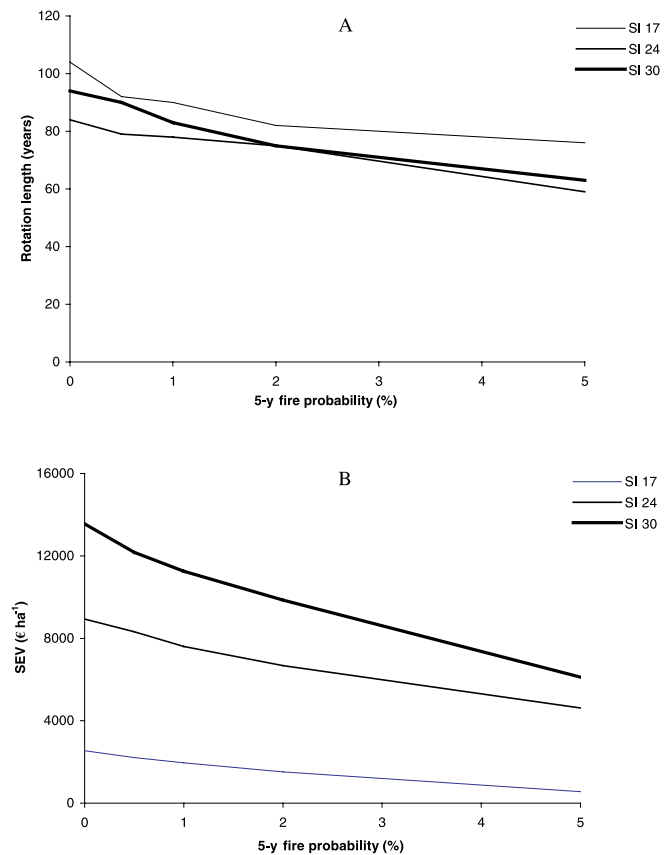 A
SI 17
SI 24
SI 30
120
100
80
60
40
20
0
Rotation length (years)
0 1 2 3 4 5
5-y fire probability (%)
B
SI 17
SI 24
SI 30
16000
12000
8000
4000
0
SEV (€ ha⁻¹)
0 1 2 3 4 5
5-y fire probability (%)